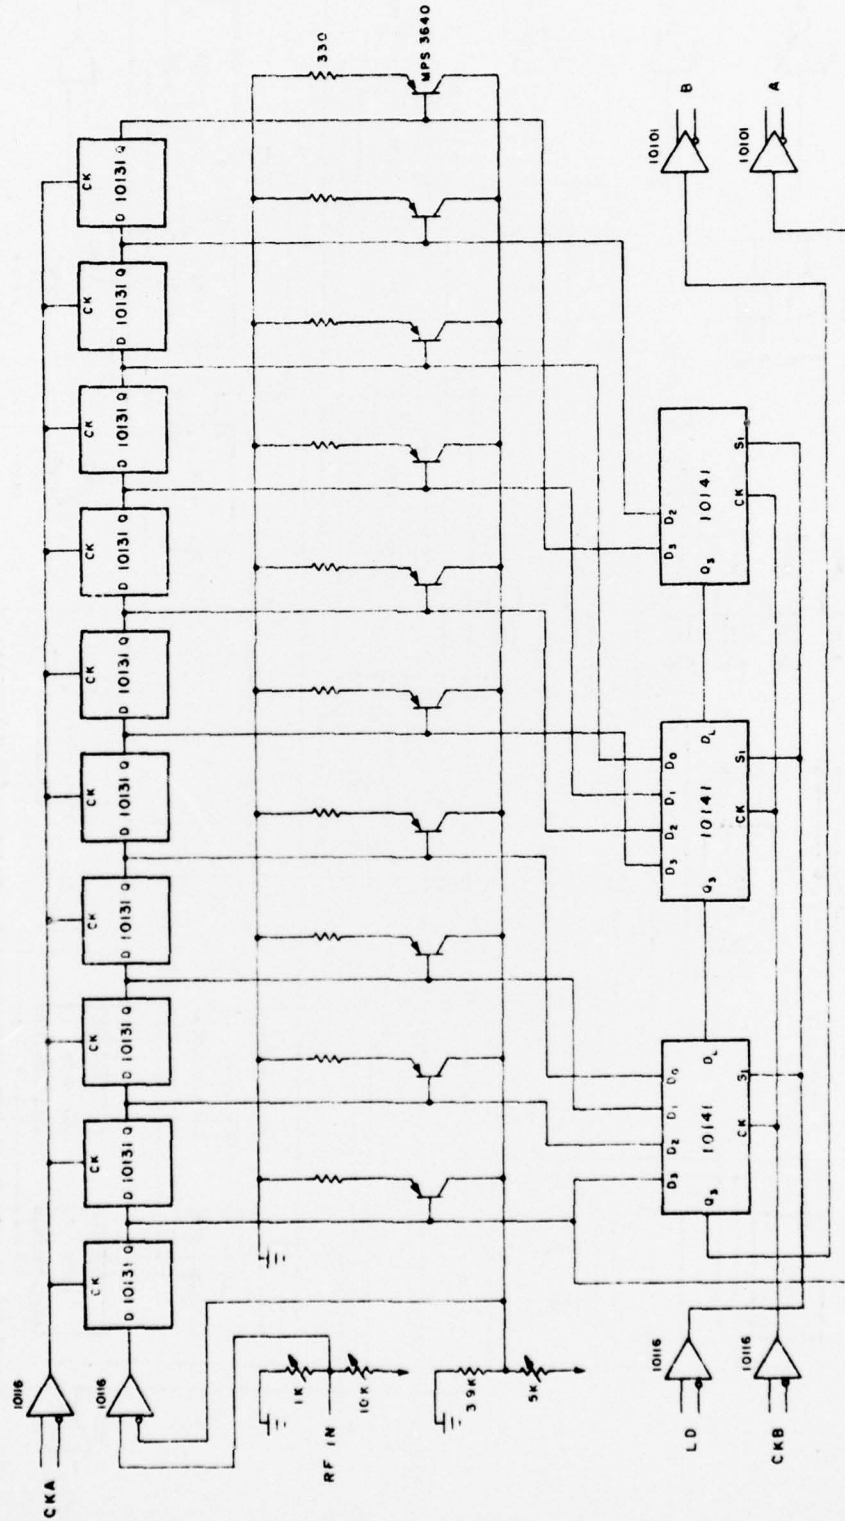 10116
CKA
CK CK CK CK CK CK CK CK CK CK
D 10131 Q D 10131 Q D 10131 Q D 10131 Q D 10131 Q D 10131 Q D 10131 Q D 10131 Q D 10131 Q D 10131 Q
10116
1K
10K
RF IN
330
MPS 3640
3.9K
5K
D3 D2 D1 D0
10141
Q3 DL
CK S1
D3 D2 D1 D0
10141
Q3 DL
CK S1
D3 D2
10141
Q3
CK S1
10116
LD
10116
CKB
10101
B
10101
A